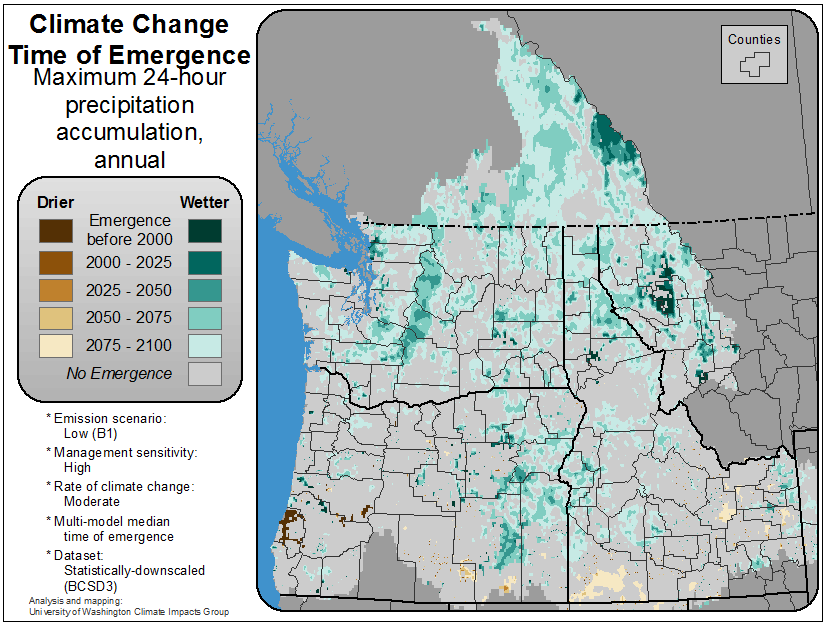 Climate Change
Time of Emergence
Maximum 24-hour
precipitation
accumulation,
annual
Drier Wetter
Emergence
before 2000
2000 - 2025
2025 - 2050
2050 - 2075
2075 - 2100
No Emergence
* Emission scenario:
Low (B1)
* Management sensitivity:
High
* Rate of climate change:
Moderate
* Multi-model median
time of emergence
* Dataset:
Statistically-downscaled
(BCSD3)
Analysis and mapping:
University of Washington Climate Impacts Group
Counties